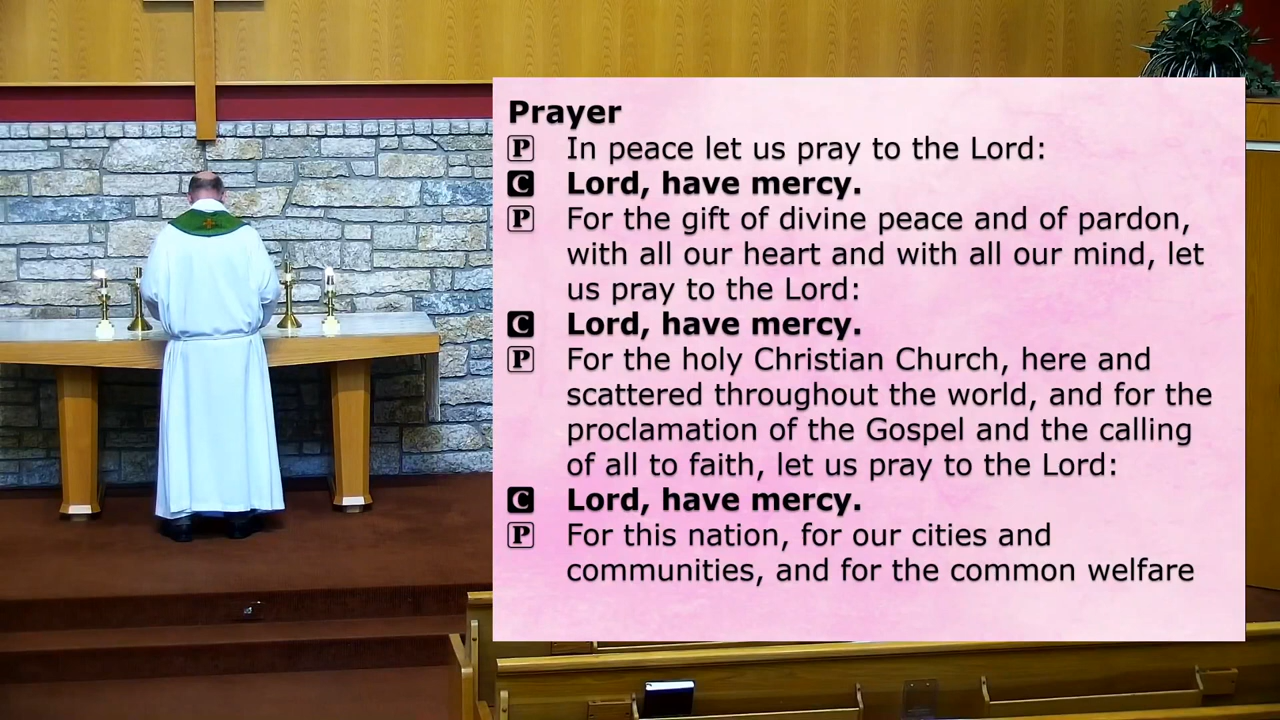 Prayer
P In peace let us pray to the Lord:
C Lord, have mercy.
P For the gift of divine peace and of pardon,
with all our heart and with all our mind, let
us pray to the Lord:
C Lord, have mercy.
P For the holy Christian Church, here and
scattered throughout the world, and for the
proclamation of the Gospel and the calling
of all to faith, let us pray to the Lord:
C Lord, have mercy.
P For this nation, for our cities and
communities, and for the common welfare